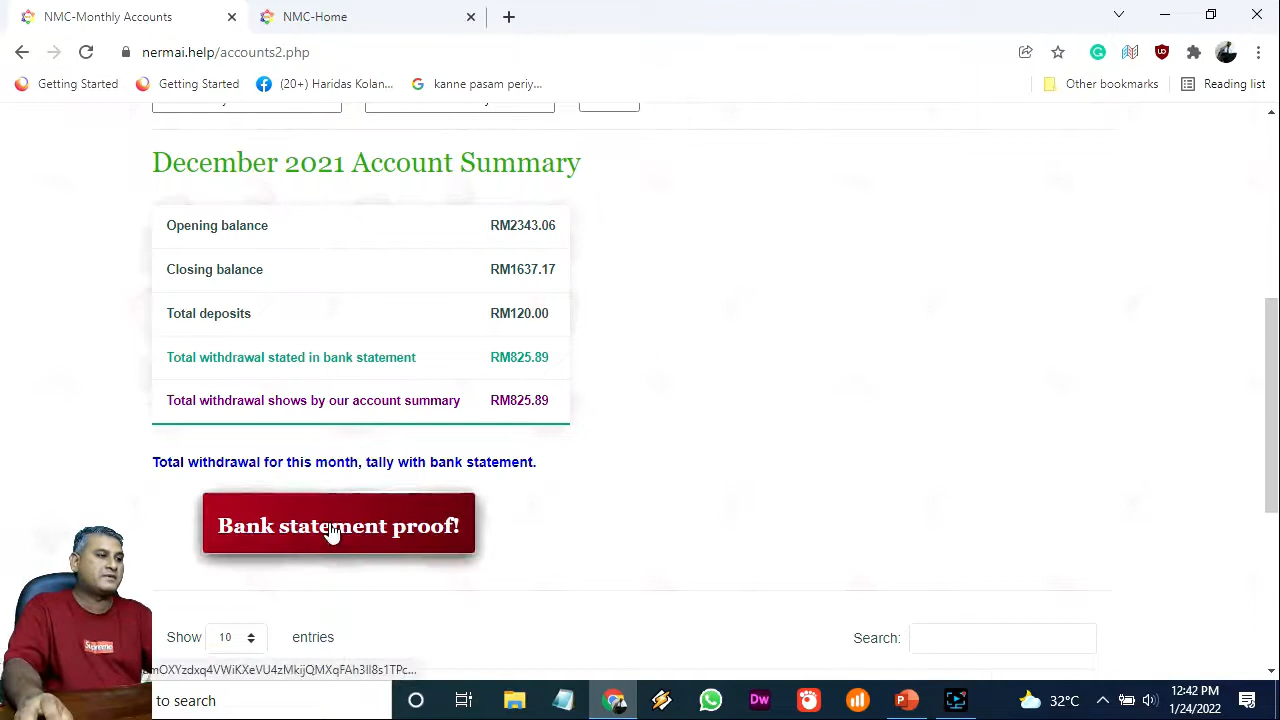 NMC-Monthly Accounts
NMC-Home
nermai.help/accounts2.php
Getting Started
Getting Started
(20+) Haridas Kolan...
kanne pasam periy...
Other bookmarks
Reading list
December 2021 Account Summary
Opening balance RM2343.06
Closing balance RM1637.17
Total deposits RM120.00
Total withdrawal stated in bank statement RM825.89
Total withdrawal shows by our account summary RM825.89
Total withdrawal for this month, tally with bank statement.
Bank statement proof!
Supreme
Show 10 entries
Search:
to search
Dw
32°C
12:42 PM
1/24/2022